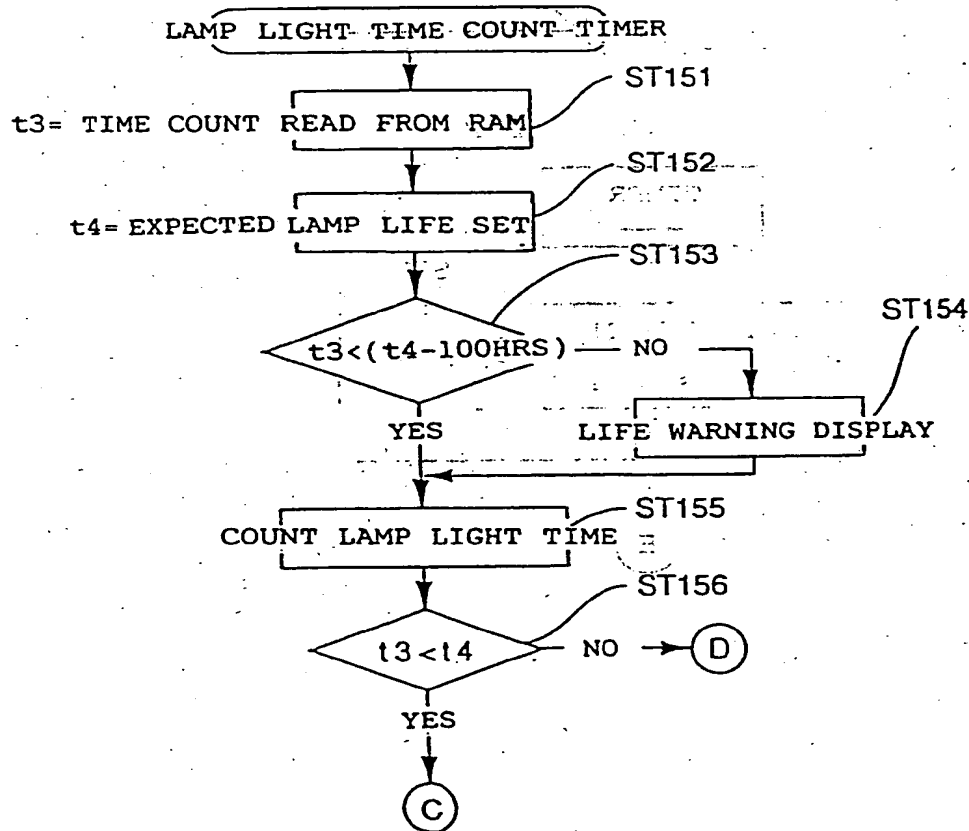 LAMP LIGHT TIME COUNT TIMER
ST151
t3= TIME COUNT READ FROM RAM
ST152
t4= EXPECTED LAMP LIFE SET
ST153
t3<(t4-100HRS)
NO
ST154
YES
LIFE WARNING DISPLAY
ST155
COUNT LAMP LIGHT TIME
ST156
t3<t4
NO
D
YES
C